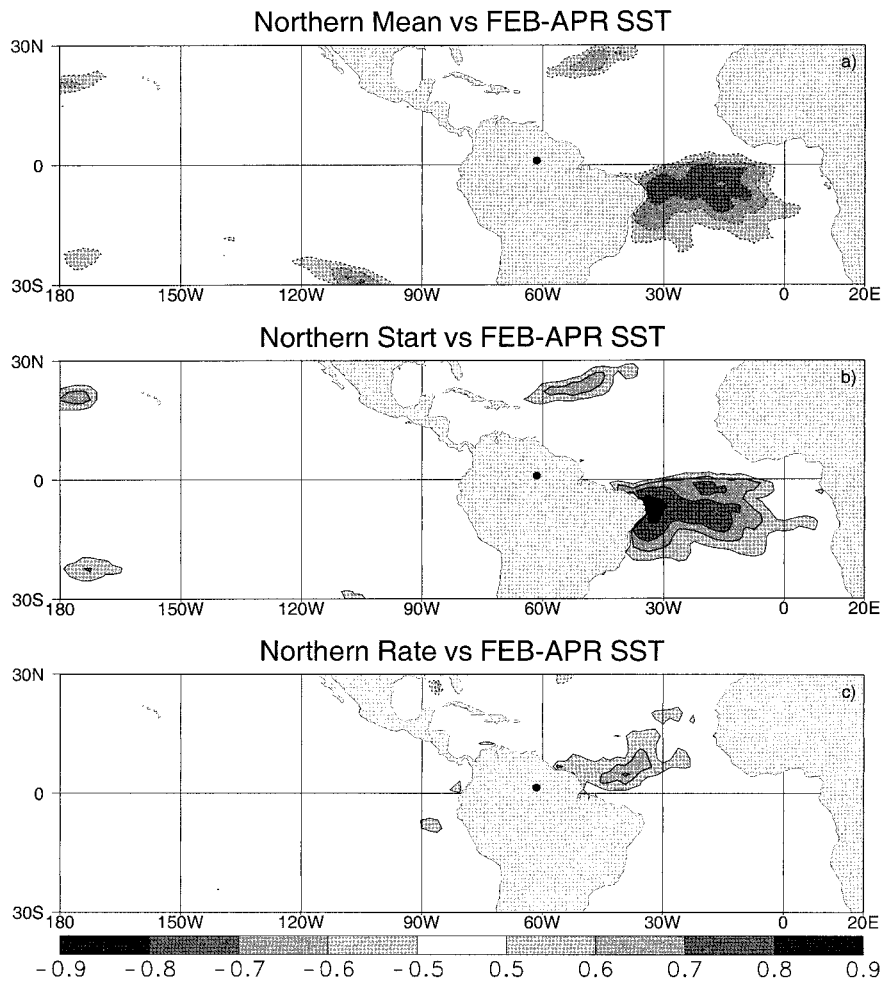 Northern Mean vs FEB-APR SST
30N
a)
0
30S
180 150W 120W 90W 60W 30W 0 20E
Northern Start vs FEB-APR SST
30N
b)
0
30S
180 150W 120W 90W 60W 30W 0 20E
Northern Rate vs FEB-APR SST
30N
c)
0
30S
180 150W 120W 90W 60W 30W 0 20E
-0.9 -0.8 -0.7 -0.6 -0.5 0.5 0.6 0.7 0.8 0.9